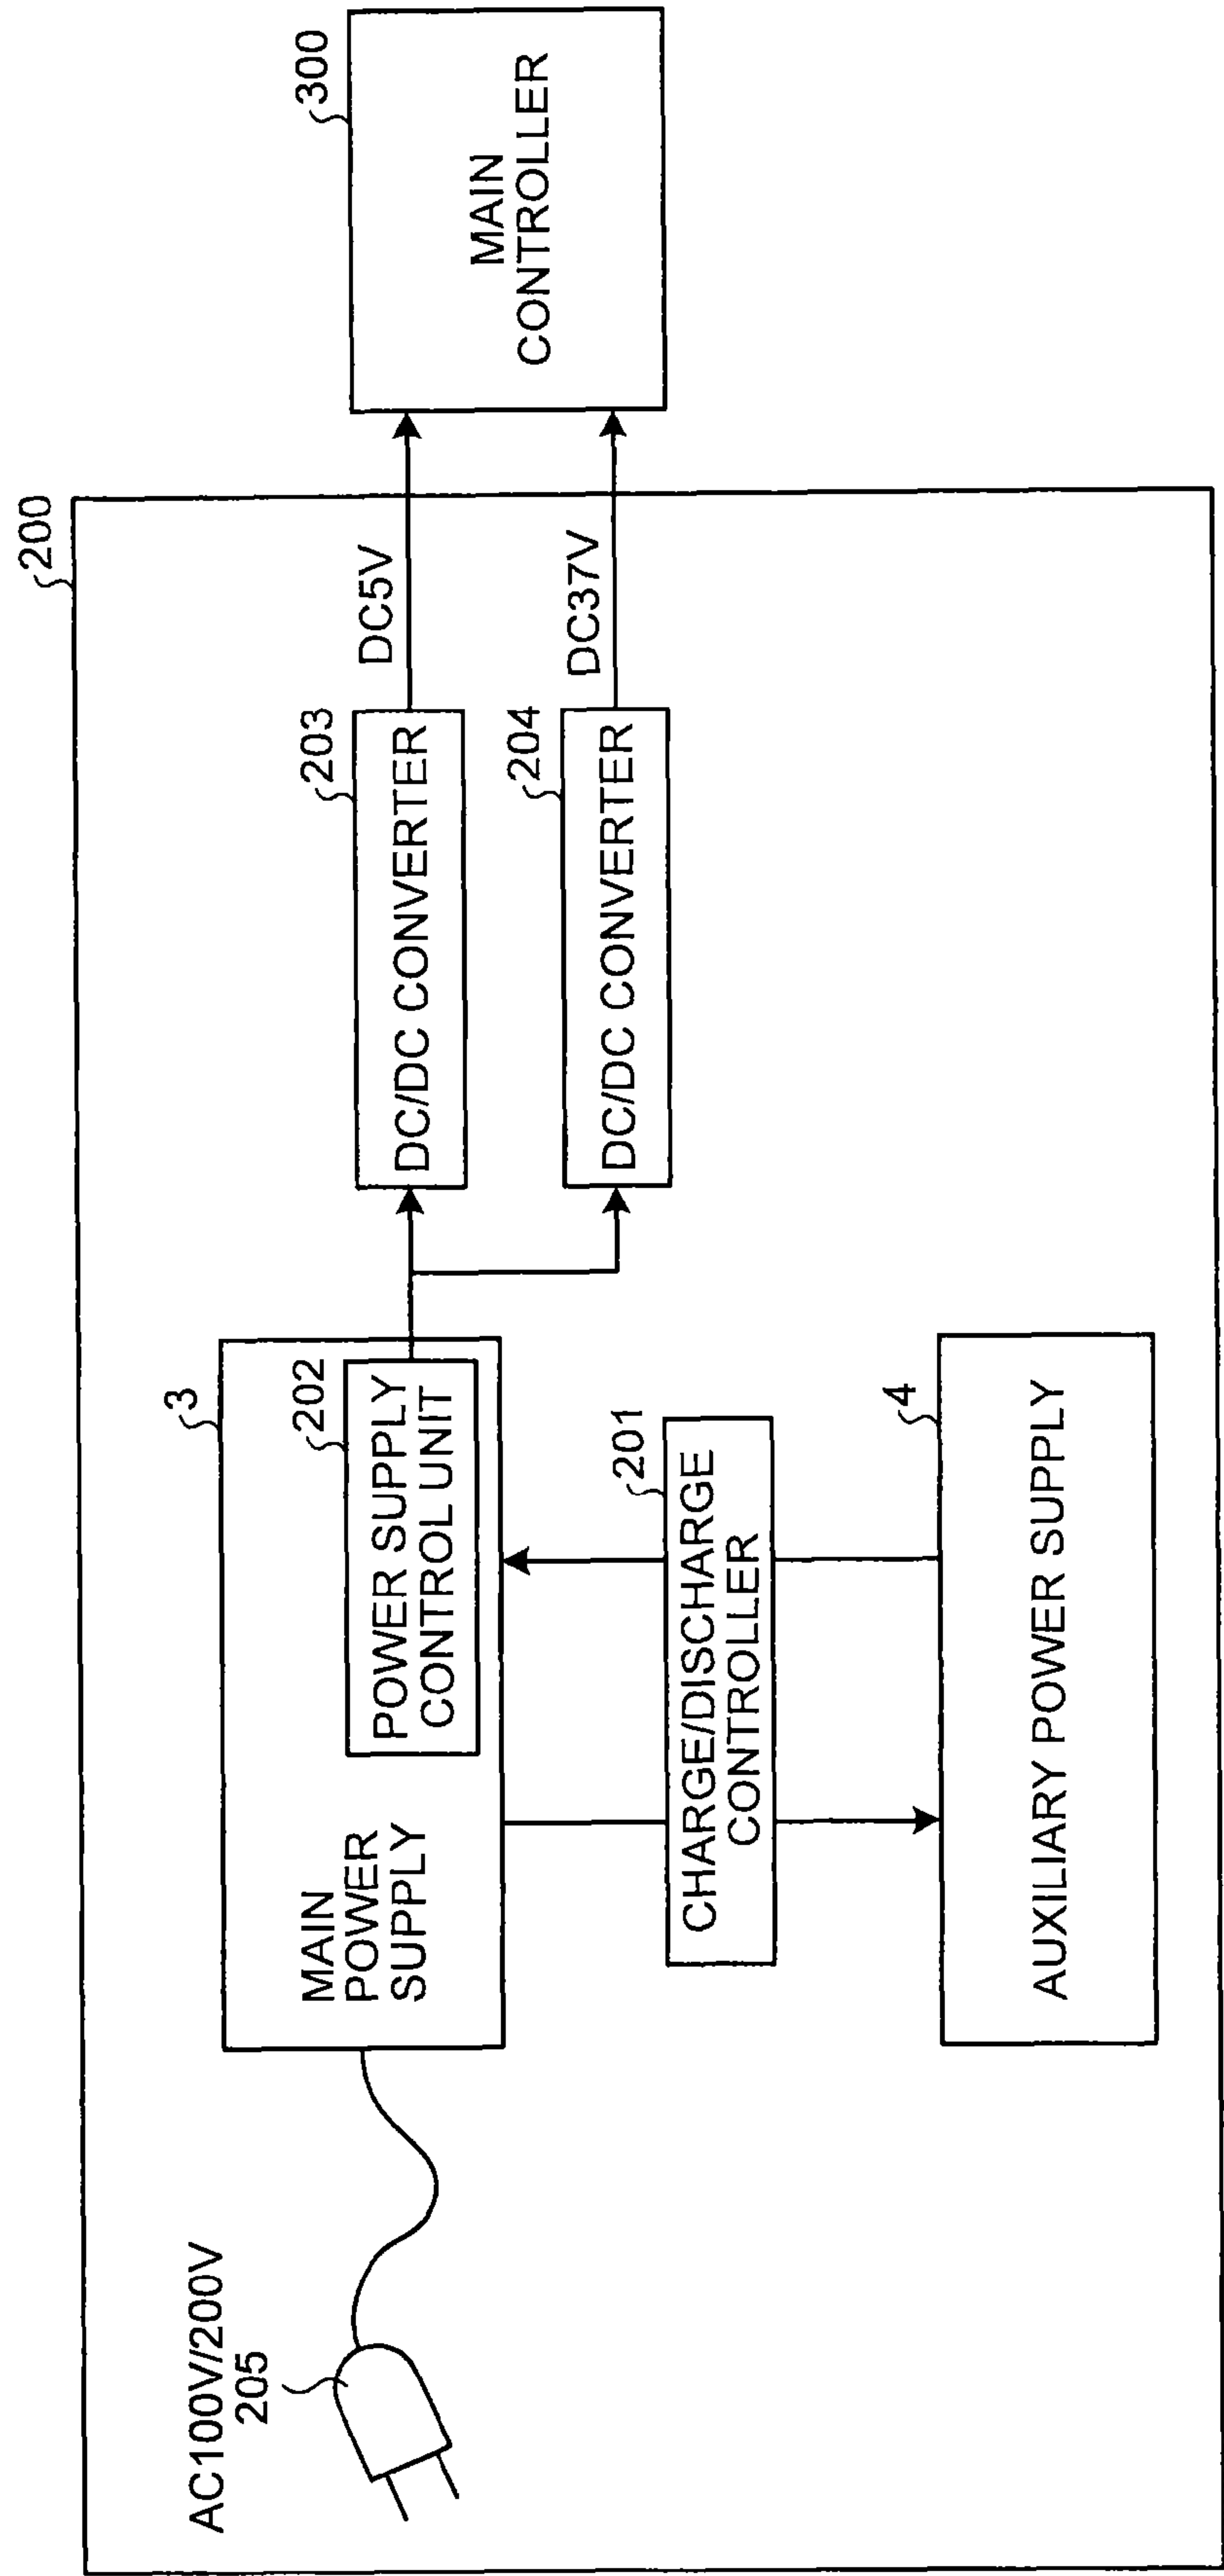 200
300
AC100V/200V
205
3
MAIN
POWER
SUPPLY
202
POWER SUPPLY
CONTROL UNIT
203
DC/DC CONVERTER
DC5V
MAIN
CONTROLLER
204
DC/DC CONVERTER
DC37V
201
CHARGE/DISCHARGE
CONTROLLER
4
AUXILIARY POWER SUPPLY